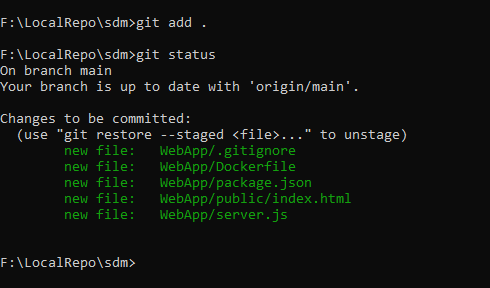 F:\LocalRepo\sdm>git add .
F:\LocalRepo\sdm>git status
On branch main
Your branch is up to date with 'origin/main'.
Changes to be committed:
  (use "git restore --staged <file>..." to unstage)
        new file:   WebApp/.gitignore
        new file:   WebApp/Dockerfile
        new file:   WebApp/package.json
        new file:   WebApp/public/index.html
        new file:   WebApp/server.js
F:\LocalRepo\sdm>